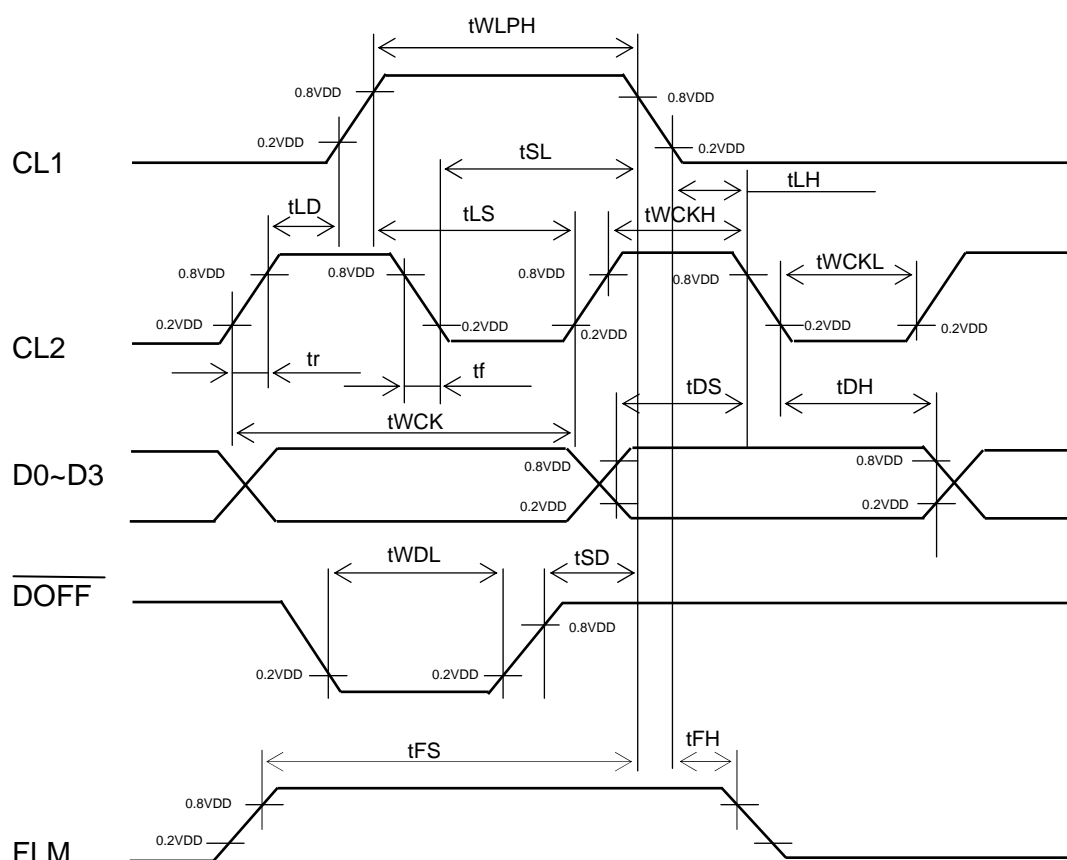 tWLPH
0.8VDD 0.8VDD
0.2VDD 0.2VDD
CL1
tSL
tLH
tLD tLS tWCKH
tWCKL
0.8VDD 0.8VDD 0.8VDD 0.8VDD
0.2VDD 0.2VDD 0.2VDD 0.2VDD 0.2VDD
CL2
tr tf
tDS tDH
tWCK
D0~D3
0.8VDD 0.8VDD
0.2VDD 0.2VDD
tWDL tSD
DOFF
0.8VDD
0.2VDD 0.2VDD
tFS tFH
0.8VDD
0.2VDD
FLM